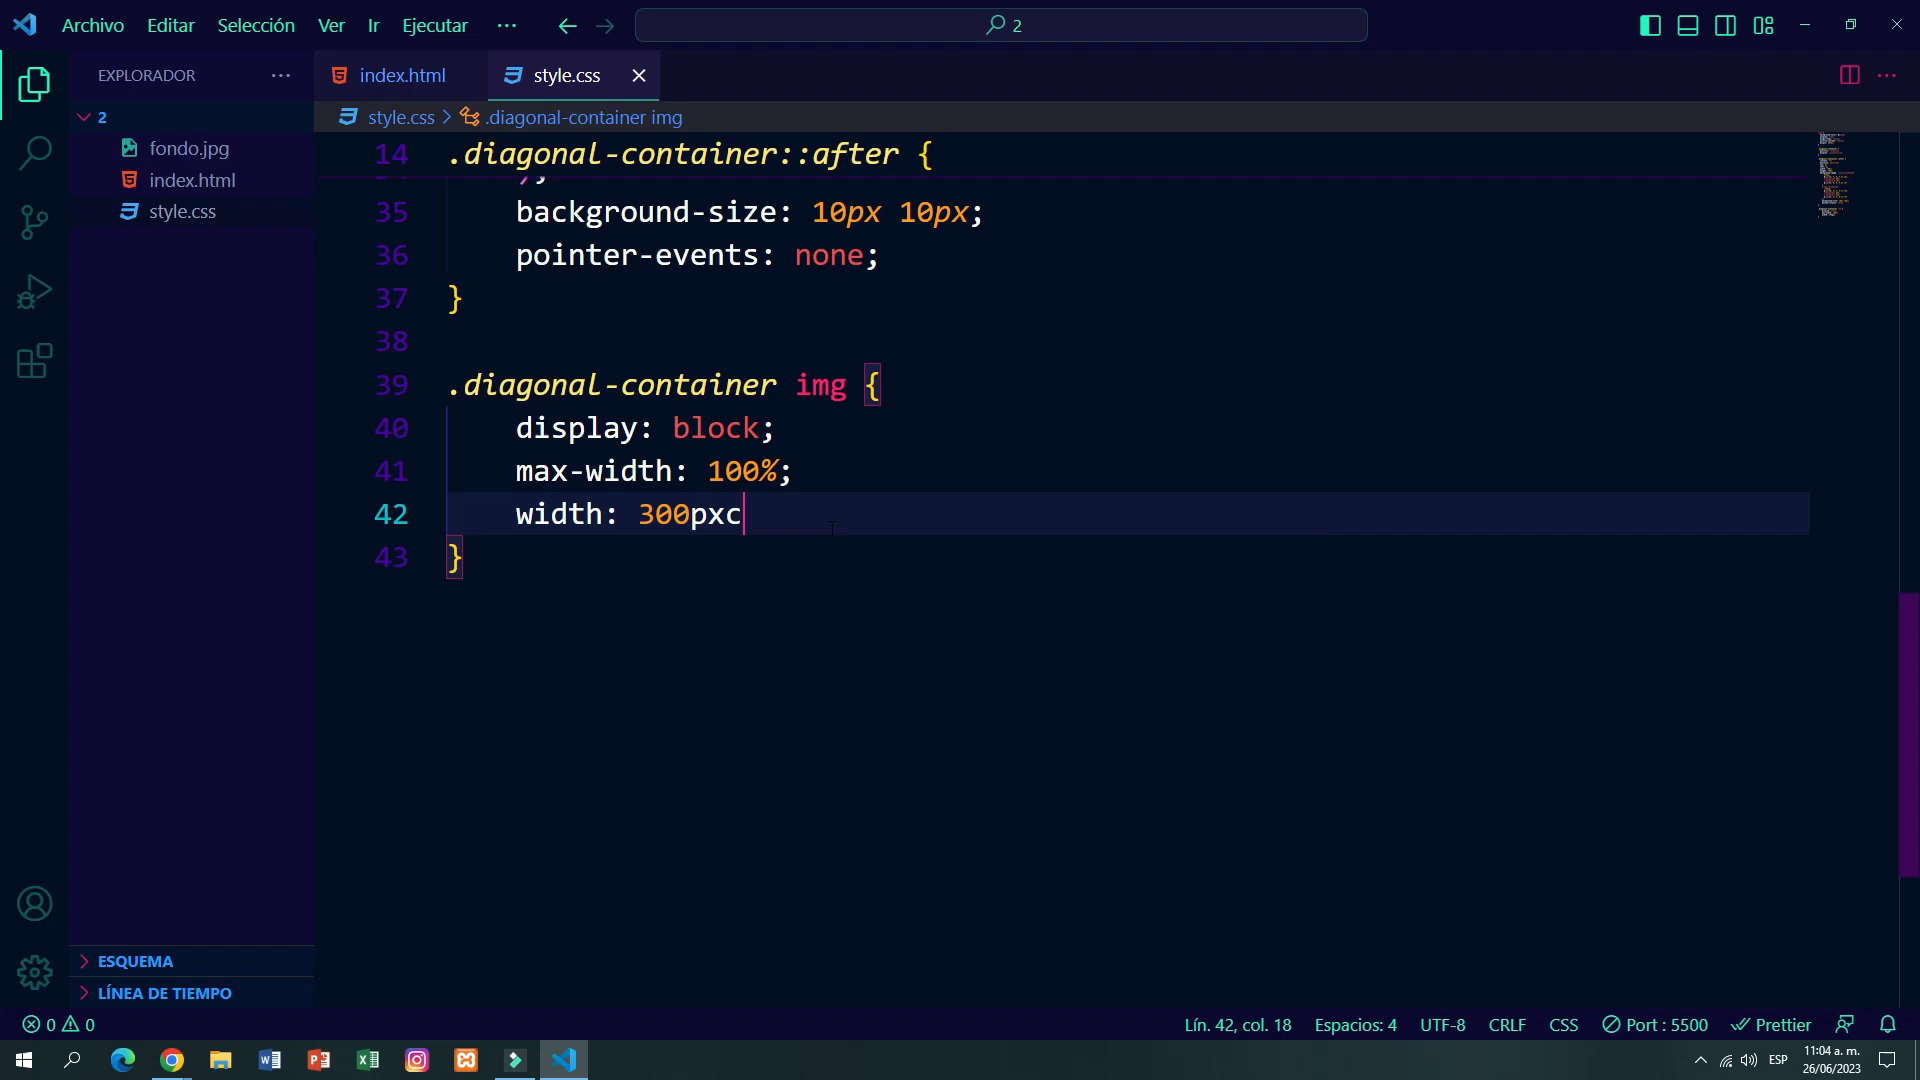 Archivo Editar Selección Ver Ir Ejecutar ··· 2
EXPLORADOR ···
index.html style.css
2
style.css > .diagonal-container img
fondo.jpg
index.html
style.css
14 .diagonal-container::after {
35 background-size: 10px 10px;
36 pointer-events: none;
37 }
38
39 .diagonal-container img {
40 display: block;
41 max-width: 100%;
42 width: 300pxc
43 }
ESQUEMA
LÍNEA DE TIEMPO
0 0 Lín. 42, col. 18 Espacios: 4 UTF-8 CRLF CSS Port : 5500 Prettier
ESP 11:04 a. m.
26/06/2023